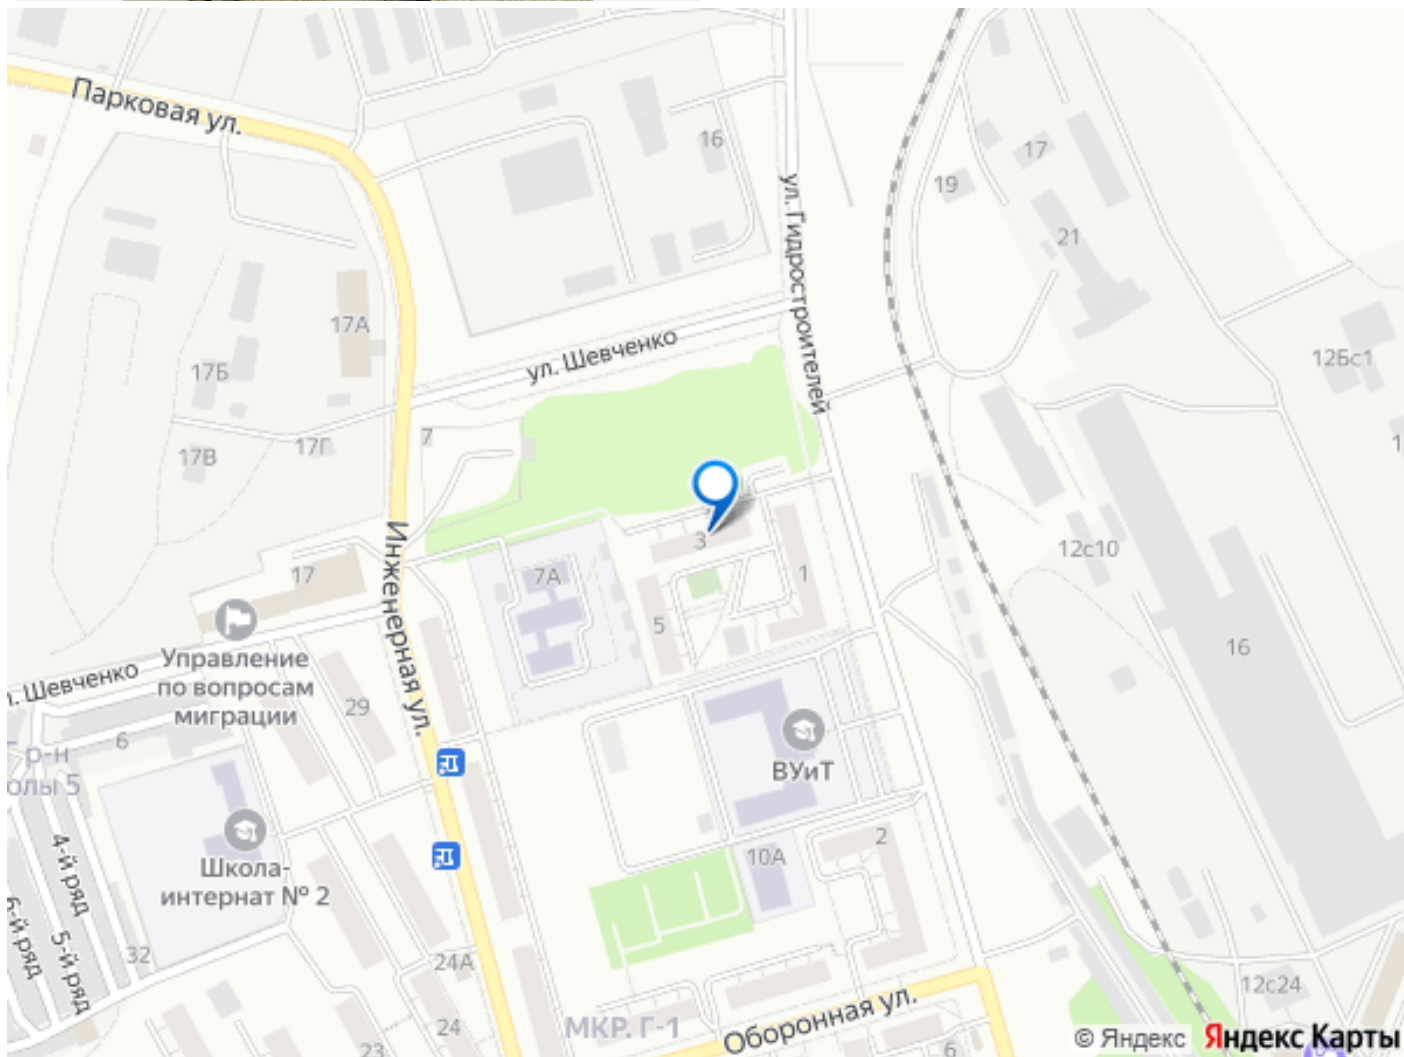 Парковая ул.
16
17
19
ул. Гидростроителей
21
17А
ул. Шевченко
12Бс1
17Б
7
17Г
17В
3
12с10
Инженерная ул.
17
7А
1
5
16
Управление
по вопросам
миграции
л. Шевченко
29
6
р-н
олы 5
ВУиТ
4-й ряд
Школа-
интернат № 2
10А
2
5-й ряд
6-й ряд
32
24А
12с24
24
МКР. Г-1
Оборонная ул.
23
6
© Яндекс Яндекс Карты